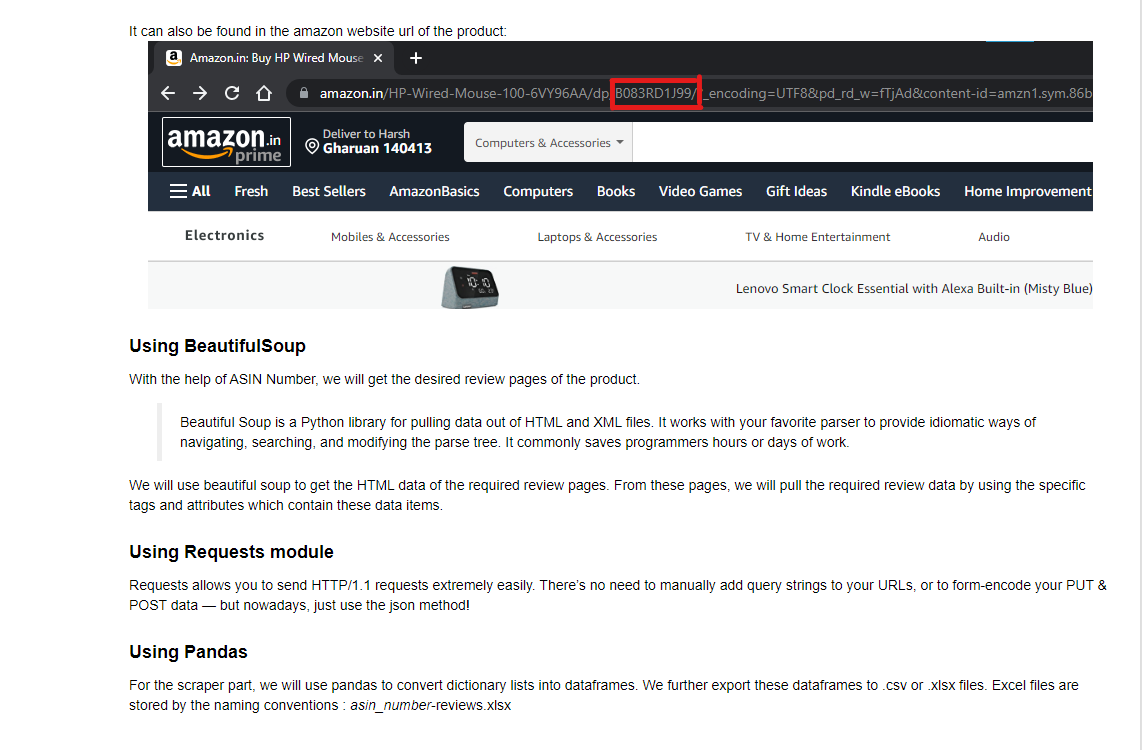 It can also be found in the amazon website url of the product:
Amazon.in: Buy HP Wired Mouse
amazon.in/HP-Wired-Mouse-100-6VY96AA/dp/B083RD1J99/?_encoding=UTF8&pd_rd_w=fTjAd&content-id=amzn1.sym.86b
amazon.in
prime
Deliver to Harsh
Gharuan 140413
Computers & Accessories
All Fresh Best Sellers AmazonBasics Computers Books Video Games Gift Ideas Kindle eBooks Home Improvement
Electronics Mobiles & Accessories Laptops & Accessories TV & Home Entertainment Audio
10:10
Lenovo Smart Clock Essential with Alexa Built-in (Misty Blue)
Using BeautifulSoup
With the help of ASIN Number, we will get the desired review pages of the product.
Beautiful Soup is a Python library for pulling data out of HTML and XML files. It works with your favorite parser to provide idiomatic ways of
navigating, searching, and modifying the parse tree. It commonly saves programmers hours or days of work.
We will use beautiful soup to get the HTML data of the required review pages. From these pages, we will pull the required review data by using the specific
tags and attributes which contain these data items.
Using Requests module
Requests allows you to send HTTP/1.1 requests extremely easily. There's no need to manually add query strings to your URLs, or to form-encode your PUT &
POST data — but nowadays, just use the json method!
Using Pandas
For the scraper part, we will use pandas to convert dictionary lists into dataframes. We further export these dataframes to .csv or .xlsx files. Excel files are
stored by the naming conventions : asin_number-reviews.xlsx